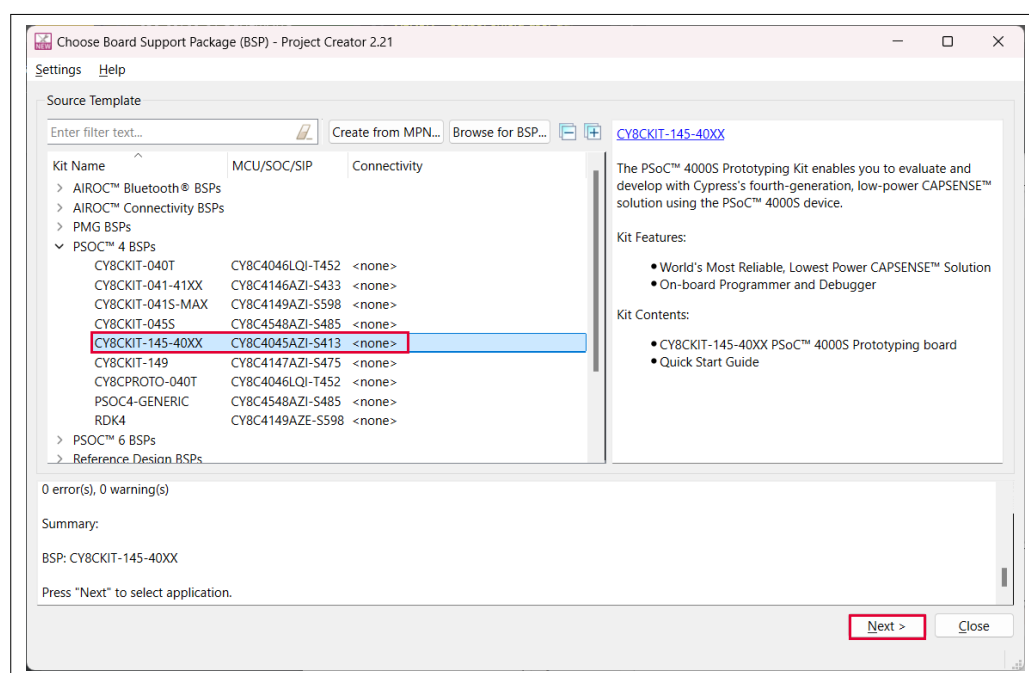 Choose Board Support Package (BSP) - Project Creator 2.21
Settings Help
Source Template
Enter filter text...
Create from MPN... Browse for BSP...
Kit Name MCU/SOC/SIP Connectivity
AIROC™ Bluetooth® BSPs
AIROC™ Connectivity BSPs
PMG BSPs
PSOC™ 4 BSPs
CY8CKIT-040T CY8C4046LQI-T452 <none>
CY8CKIT-041-41XX CY8C4146AZI-S433 <none>
CY8CKIT-041S-MAX CY8C4149AZI-S598 <none>
CY8CKIT-045S CY8C4548AZI-S485 <none>
CY8CKIT-145-40XX CY8C4045AZI-S413 <none>
CY8CKIT-149 CY8C4147AZI-S475 <none>
CY8CPROTO-040T CY8C4046LQI-T452 <none>
PSOC4-GENERIC CY8C4548AZI-S485 <none>
RDK4 CY8C4149AZE-S598 <none>
PSOC™ 6 BSPs
Reference Design BSPs
CY8CKIT-145-40XX
The PSoC™ 4000S Prototyping Kit enables you to evaluate and
develop with Cypress's fourth-generation, low-power CAPSENSE™
solution using the PSoC™ 4000S device.
Kit Features:
• World's Most Reliable, Lowest Power CAPSENSE™ Solution
• On-board Programmer and Debugger
Kit Contents:
• CY8CKIT-145-40XX PSoC™ 4000S Prototyping board
• Quick Start Guide
0 error(s), 0 warning(s)
Summary:
BSP: CY8CKIT-145-40XX
Press "Next" to select application.
Next > Close